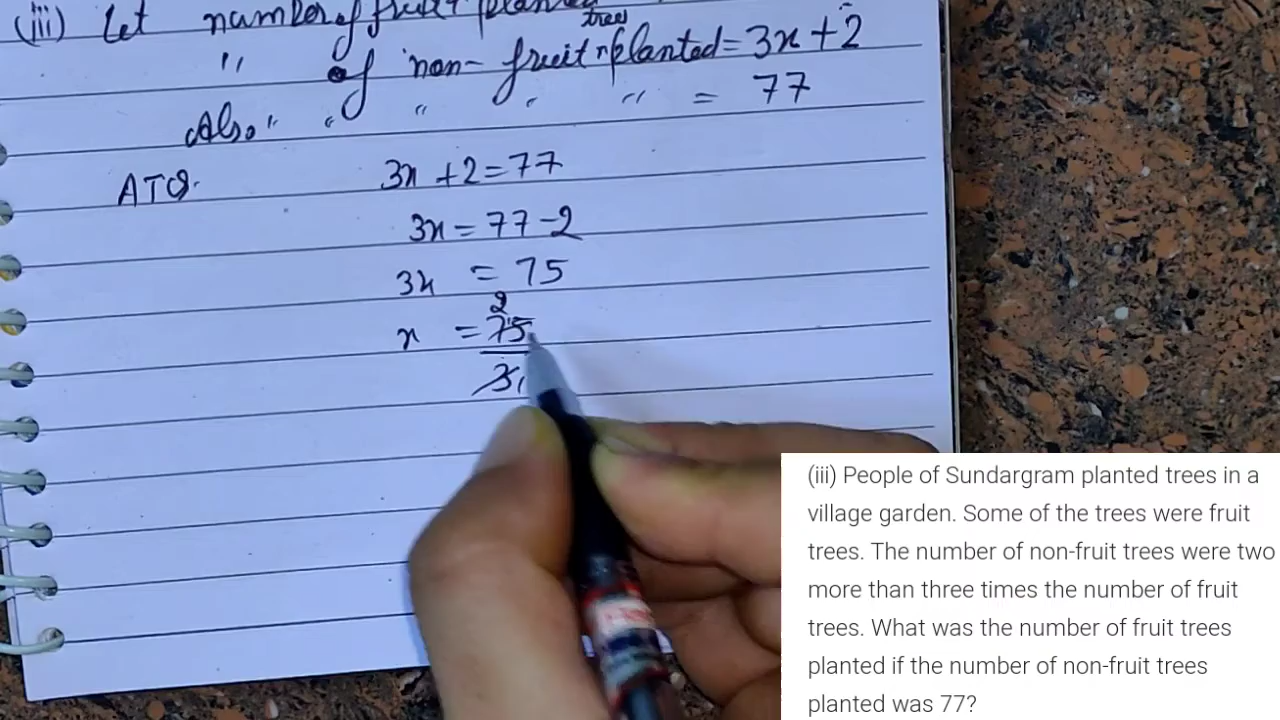 (iii) Let number of fruit planted
" of non-fruit trees planted = 3x + 2
Also " " " " " = 77
ATQ. 3x + 2 = 77
3x = 77 - 2
3x = 75
x = 75
2
3 1
(iii) People of Sundargram planted trees in a
village garden. Some of the trees were fruit
trees. The number of non-fruit trees were two
more than three times the number of fruit
trees. What was the number of fruit trees
planted if the number of non-fruit trees
planted was 77?